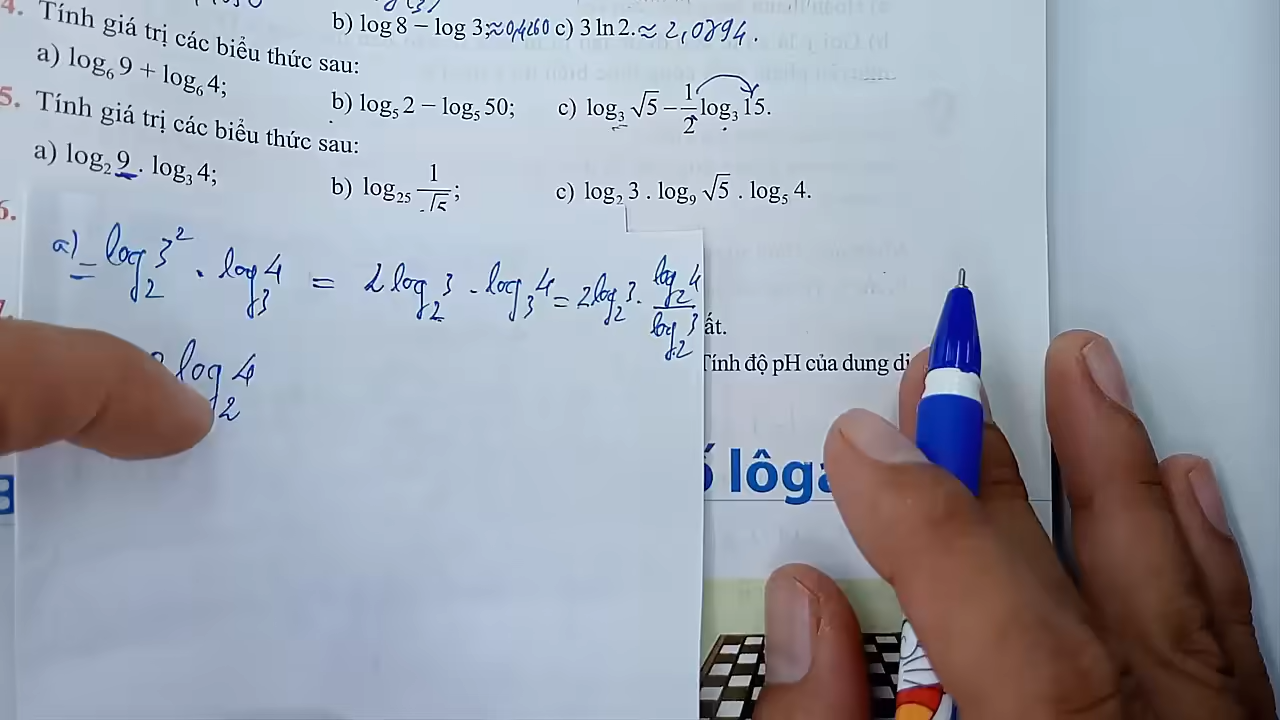 4. Tính giá trị các biểu thức sau:
b) log 8 − log 3; ≈ 0,4260 c) 3 ln 2. ≈ 2,0794.
a) log₆ 9 + log₆ 4;
b) log₅ 2 − log₅ 50;
c) log₃ √5 − 1/2 log₃ 15.
5. Tính giá trị các biểu thức sau:
a) log₂ 9 . log₃ 4;
b) log₂₅ 1/√5;
c) log₂ 3 . log₉ √5 . log₅ 4.
6.
a) = log₂ 3² . log₃ 4 = 2 log₂ 3 . log₃ 4 = 2 log₂ 3 . log₂ 4 / log₂ 3
ất.
Tính độ pH của dung dị
log₂ 4
ố lôga